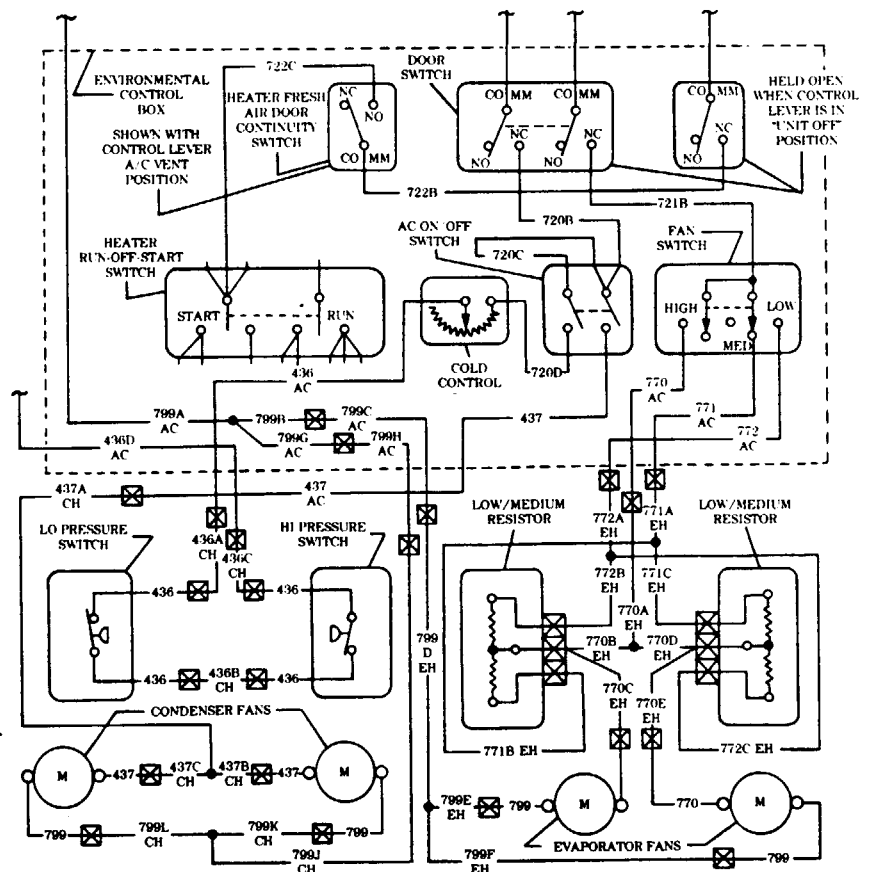 722C
ENVIRONMENTAL
CONTROL
BOX
HEATER FRESH
AIR DOOR
CONTINUITY
SWITCH
NC
NO
CO
MM
DOOR
SWITCH
CO
MM
CO
MM
NO
NC
NO
NC
CO
MM
NC
NO
HELD OPEN
WHEN CONTROL
LEVER IS IN
"UNIT OFF"
POSITION
SHOWN WITH
CONTROL LEVER
A/C VENT
POSITION
722B
721B
720B
AC ON/OFF
SWITCH
720C
FAN
SWITCH
HEATER
RUN-OFF-START
SWITCH
START
RUN
HIGH
LOW
MED
436
AC
COLD
CONTROL
720D
770
AC
799A
AC
799B
799C
AC
437
771
AC
436D
AC
799G
AC
799H
AC
772
AC
437A
CH
437
AC
LOW/MEDIUM
RESISTOR
LOW/MEDIUM
RESISTOR
LO PRESSURE
SWITCH
436A
CH
436C
CH
HI PRESSURE
SWITCH
772A
EH
771A
EH
772B
EH
771C
EH
436
436
770A
EH
799
D
EH
770B
EH
770D
EH
436
436B
CH
436
770C
EH
770E
EH
CONDENSER FANS
771B EH
772C EH
M
437
437C
CH
437B
CH
437
M
799E
EH
799
M
770
M
799
799L
CH
799K
CH
799
799J
CH
EVAPORATOR FANS
799F
EH
799